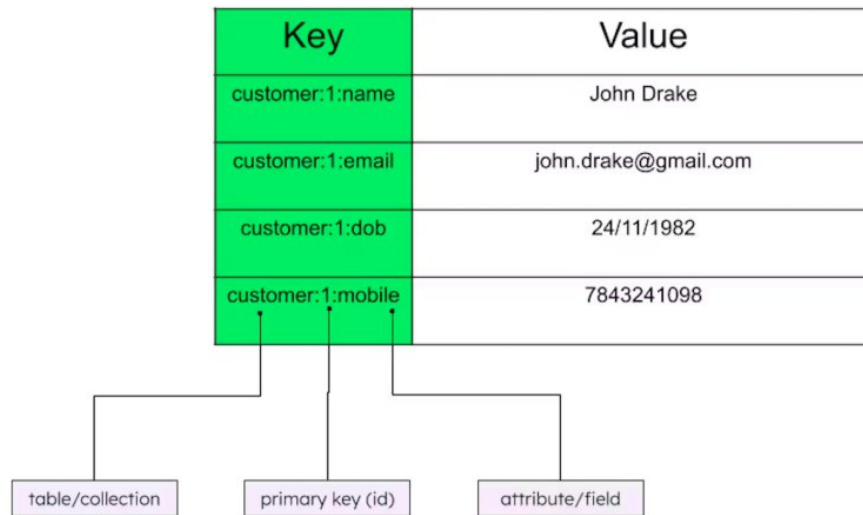 Key Value
customer:1:name John Drake
customer:1:email john.drake@gmail.com
customer:1:dob 24/11/1982
customer:1:mobile 7843241098
table/collection primary key (id) attribute/field